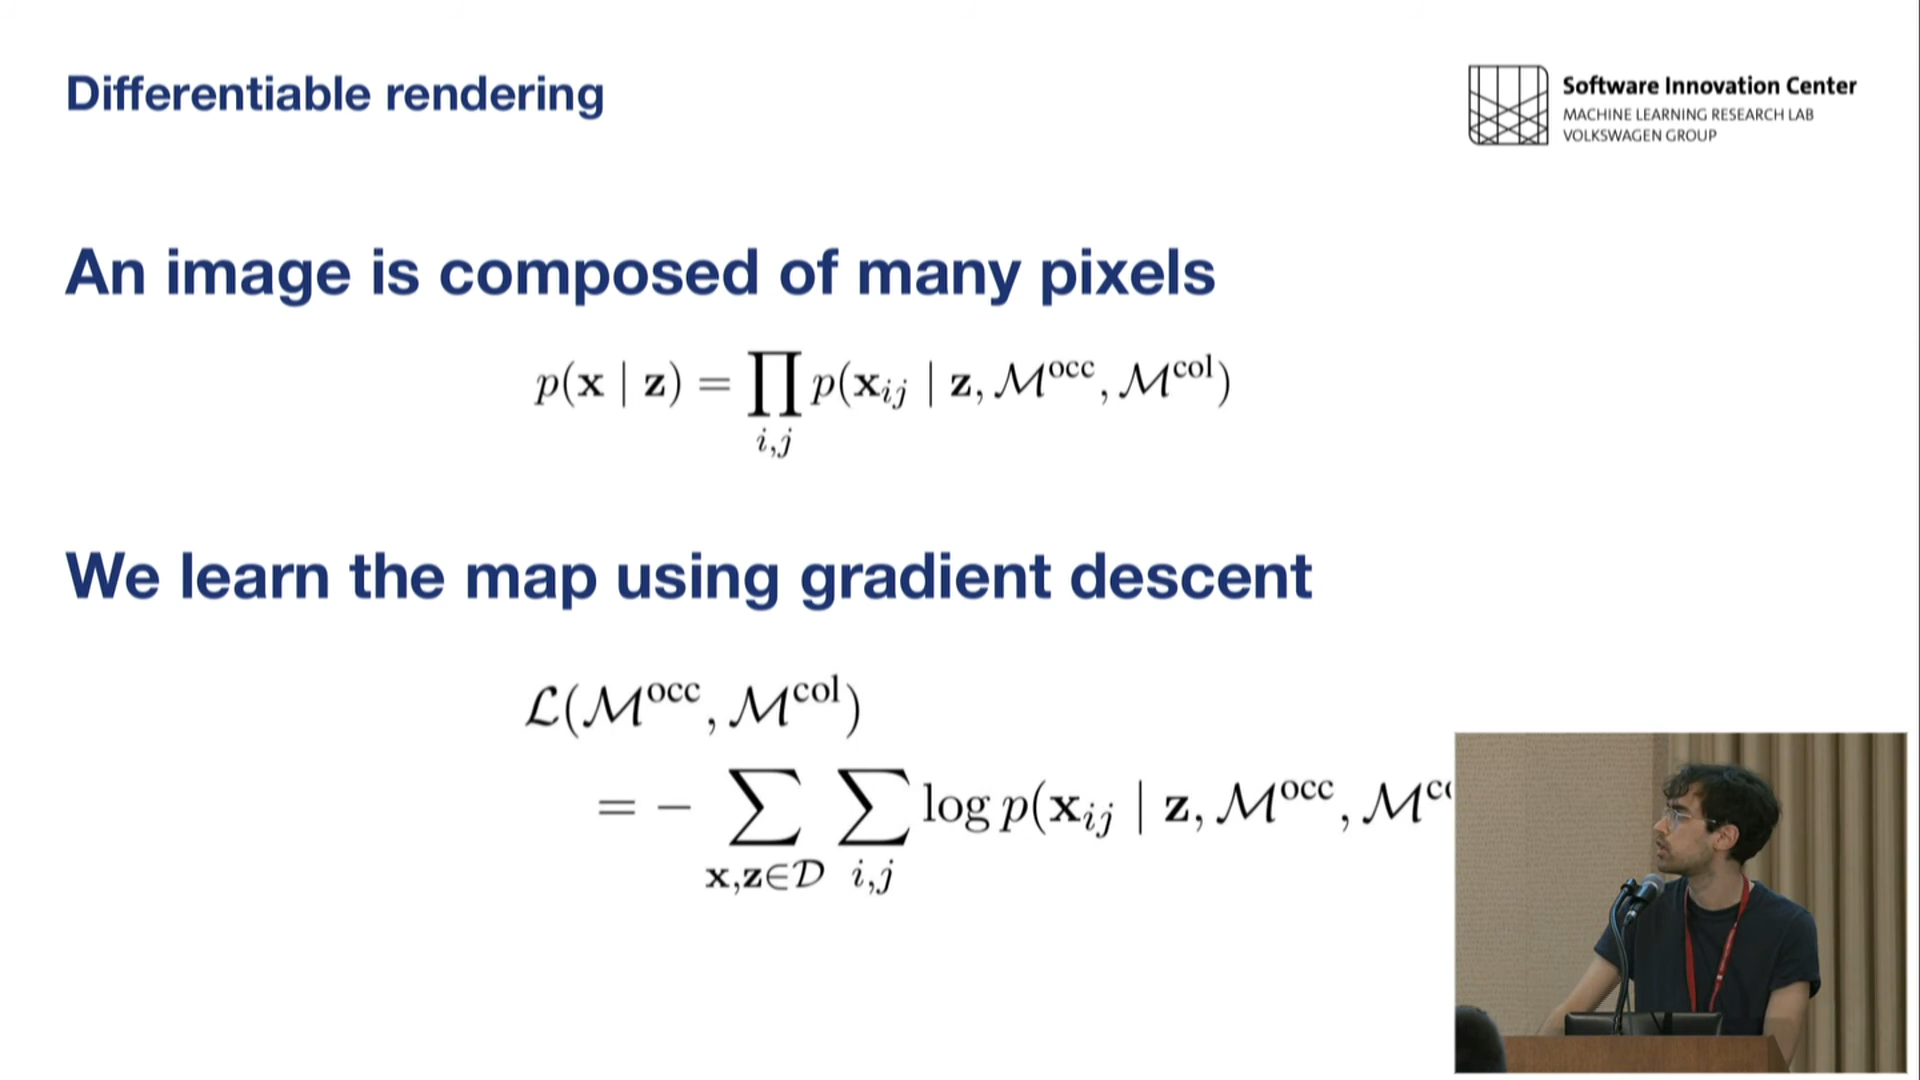 Differentiable rendering
Software Innovation Center
MACHINE LEARNING RESEARCH LAB
VOLKSWAGEN GROUP
An image is composed of many pixels
p(x | z) = ∏ p(x_{ij} | z, ℳ^{occ}, ℳ^{col})
i,j
We learn the map using gradient descent
ℒ(ℳ^{occ}, ℳ^{col})
= − ∑ ∑ log p(x_{ij} | z, ℳ^{occ}, ℳ
x,z∈𝒟 i,j